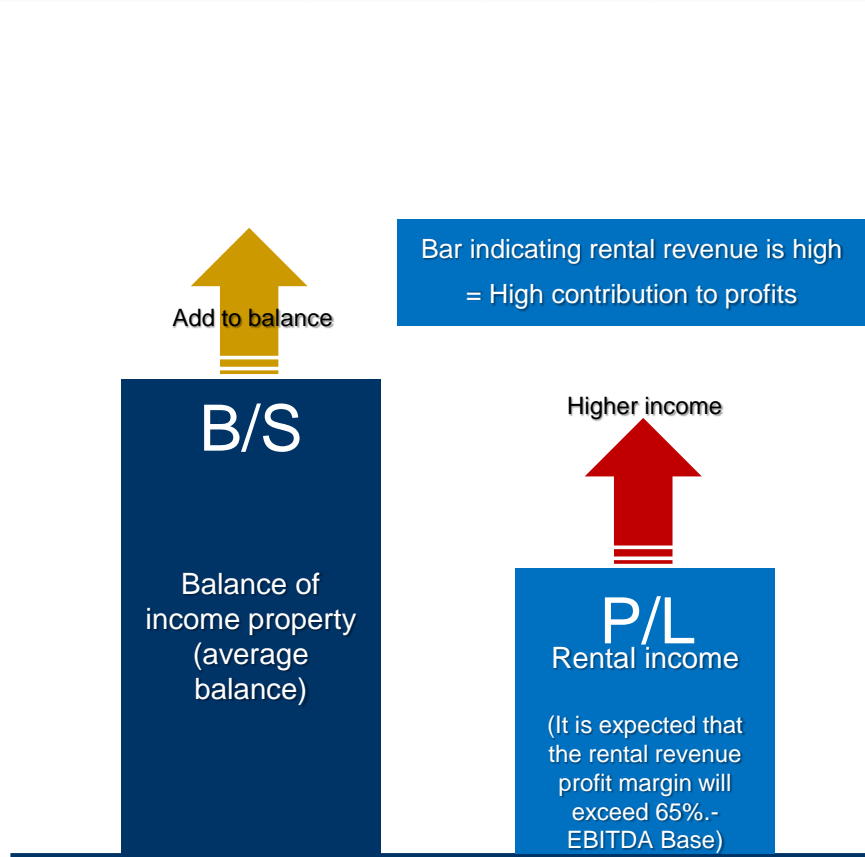 Bar indicating rental revenue is high
= High contribution to profits
Add to balance
B/S
Balance of
income property
(average
balance)
Higher income
P/L
Rental income
(It is expected that
the rental revenue
profit margin will
exceed 65%.-
EBITDA Base)